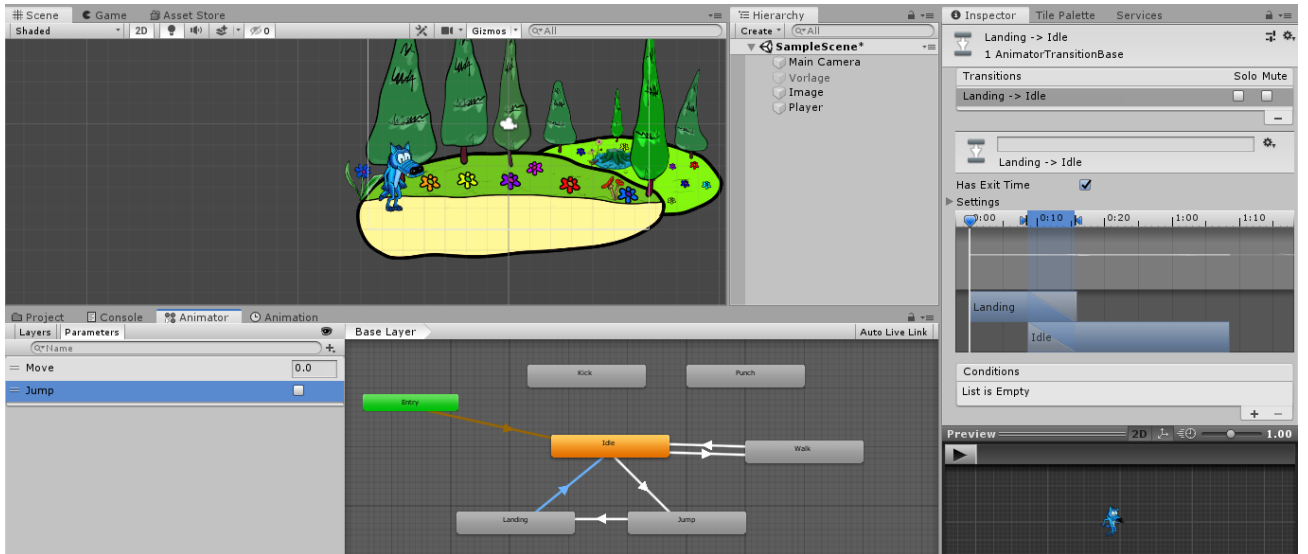 Scene Game Asset Store
Shaded 2D 0 Gizmos All
Hierarchy
Create All
SampleScene*
Main Camera
Vorlage
Image
Player
Inspector Tile Palette Services
Landing -> Idle
1 AnimatorTransitionBase
Transitions Solo Mute
Landing -> Idle
Landing -> Idle
Has Exit Time
Settings
0:00 0:10 0:20 1:00 1:10
Landing
Idle
Conditions
List is Empty
+ −
Preview 2D 1.00
Project Console Animator Animation
Layers Parameters Base Layer Auto Live Link
Name
Move 0.0
Jump
Kick Punch
Entry
Idle
Walk
Landing Jump